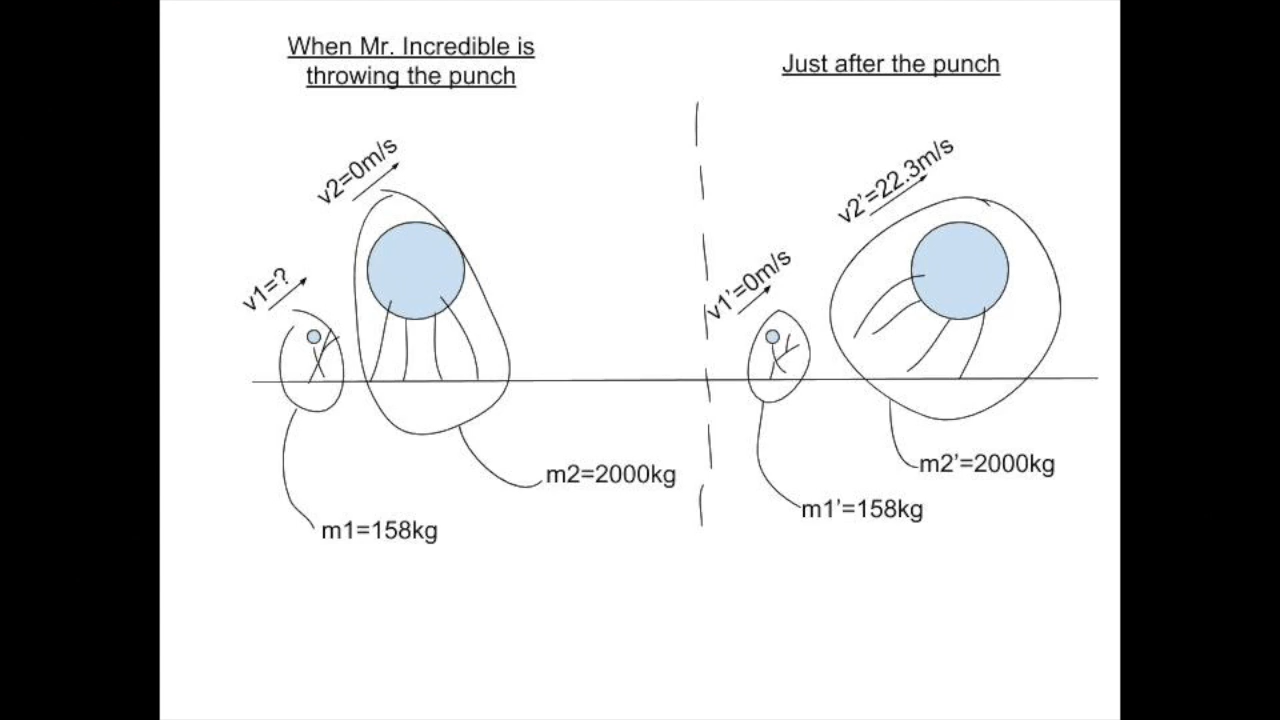 When Mr. Incredible is
throwing the punch
Just after the punch
v2=0m/s
v1=?
m2=2000kg
m1=158kg
v2’=22.3m/s
v1’=0m/s
m2’=2000kg
m1’=158kg